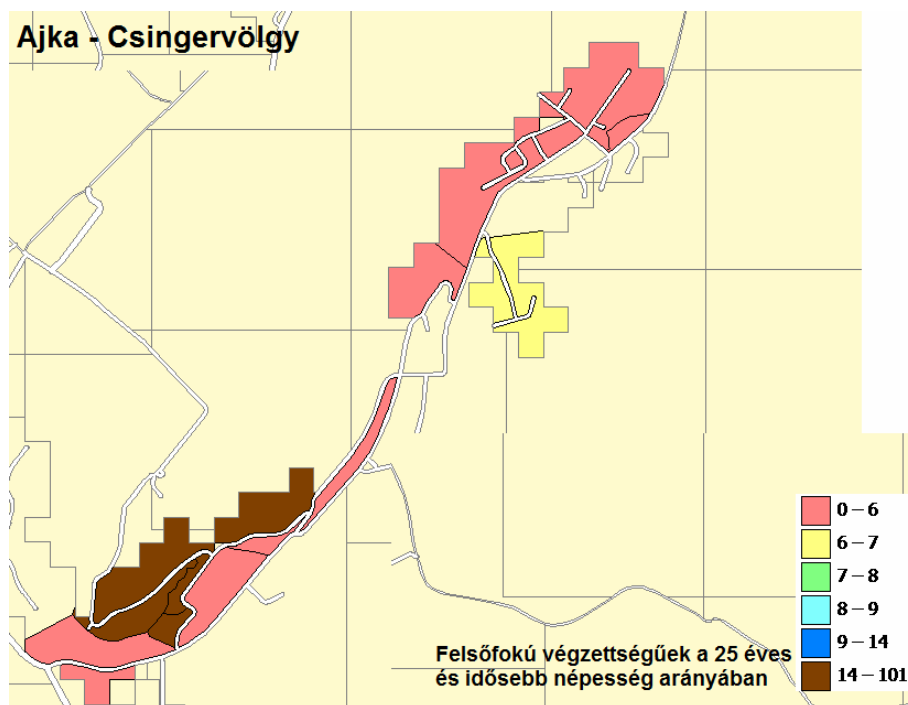 Ajka - Csingervölgy
0 – 6
6 – 7
7 – 8
8 – 9
9 – 14
14 – 101
Felsőfokú végzettségűek a 25 éves
és idősebb népesség arányában